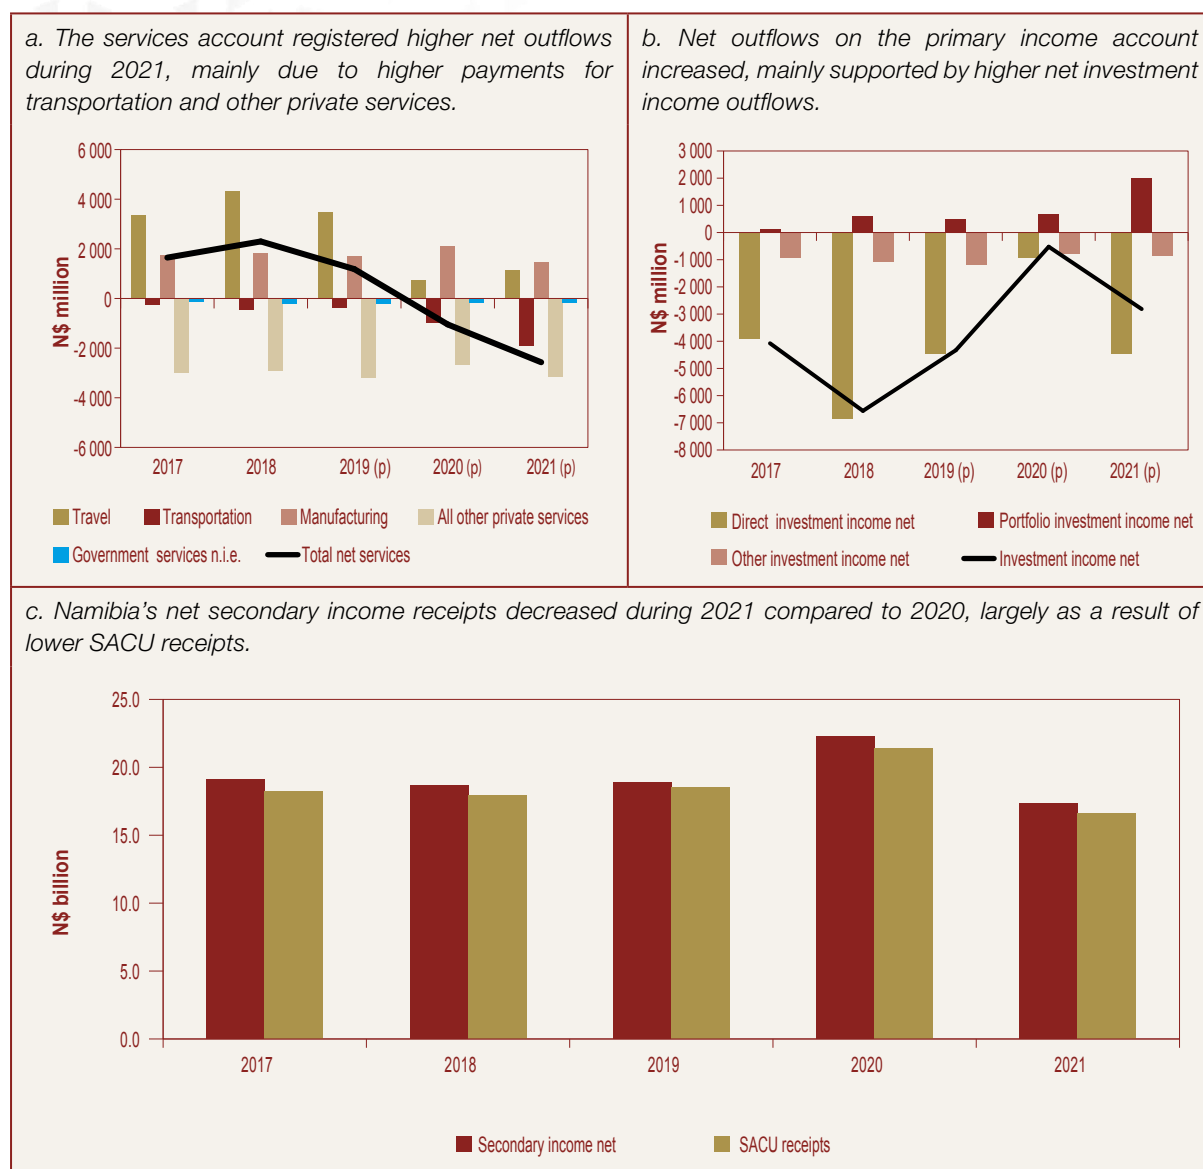 a. The services account registered higher net outflows
during 2021, mainly due to higher payments for
transportation and other private services.
6 000
4 000
2 000
0
-2 000
-4 000
-6 000
N$ million
2017 2018 2019 (p) 2020 (p) 2021 (p)
Travel Transportation Manufacturing All other private services
Government services n.i.e. Total net services
b. Net outflows on the primary income account
increased, mainly supported by higher net investment
income outflows.
3 000
2 000
1 000
0
-1 000
-2 000
-3 000
-4 000
-5 000
-6 000
-7 000
-8 000
N$ million
2017 2018 2019 (p) 2020 (p) 2021 (p)
Direct investment income net Portfolio investment income net
Other investment income net Investment income net
c. Namibia's net secondary income receipts decreased during 2021 compared to 2020, largely as a result of
lower SACU receipts.
25.0
20.0
15.0
10.0
5.0
0.0
N$ billion
2017 2018 2019 2020 2021
Secondary income net SACU receipts